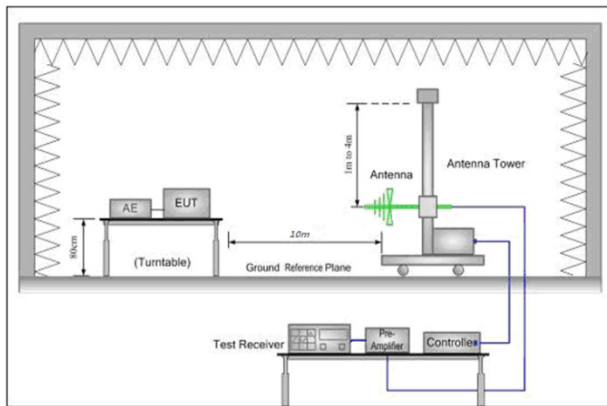 1m to 4m
Antenna
Antenna Tower
AE
EUT
80cm
(Turntable)
10m
Ground Reference Plane
Test Receiver
Pre-
Amplifier
Controller